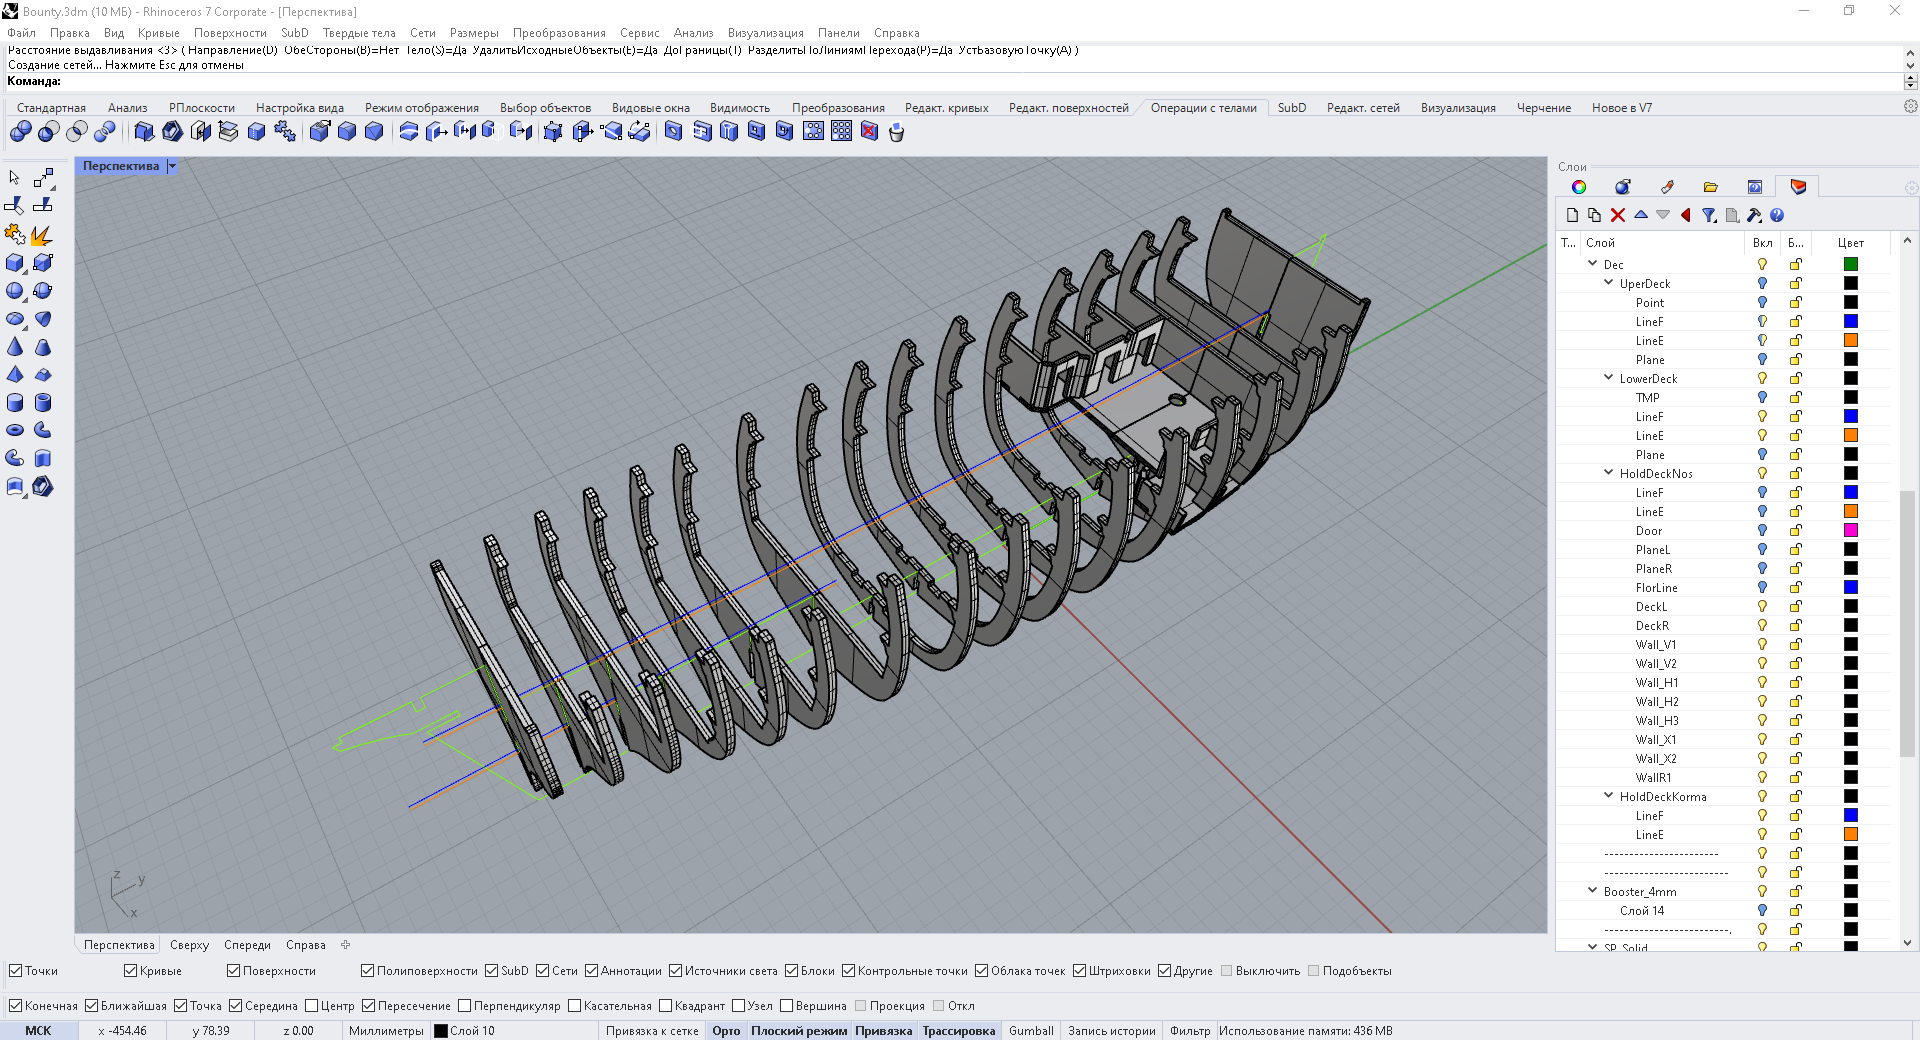 Bounty.3dm (10 МБ) - Rhinoceros 7 Corporate - [Перспектива]
Файл Правка Вид Кривые Поверхности SubD Твердые тела Сети Размеры Преобразования Сервис Анализ Визуализация Панели Справка
Расстояние выдавливания <3> ( Направление(D) ОбеСтороны(B)=Нет Тело(S)=Да УдалитьИсходныеОбъекты(E)=Да ДоГраницы(T) РазделитьПоЛиниямПерехода(P)=Да УстБазовуюТочку(A) )
Создание сетей... Нажмите Esc для отмены
Команда:
Стандартная Анализ РПлоскости Настройка вида Режим отображения Выбор объектов Видовые окна Видимость Преобразования Редакт. кривых Редакт. поверхностей Операции с телами SubD Редакт. сетей Визуализация Черчение Новое в V7
Перспектива
Слои
Т... Слой Вкл Б... Цвет
Dec
UperDeck
Point
LineF
LineE
Plane
LowerDeck
TMP
LineF
LineE
Plane
HoldDeckNos
LineF
LineE
Door
PlaneL
PlaneR
FlorLine
DeckL
DeckR
Wall_V1
Wall_V2
Wall_H1
Wall_H2
Wall_H3
Wall_X1
Wall_X2
WallR1
HoldDeckKorma
LineF
LineE
-----------------------
-------------------------
Booster_4mm
Слой 14
-------------------------.
SP_Solid
z y x
Перспектива Сверху Спереди Справа
Точки Кривые Поверхности Полиповерхности SubD Сети Аннотации Источники света Блоки Контрольные точки Облака точек Штриховки Другие Выключить Подобъекты
Конечная Ближайшая Точка Середина Центр Пересечение Перпендикуляр Касательная Квадрант Узел Вершина Проекция Откл
МСК x -454.46 y 78.39 z 0.00 Миллиметры Слой 10 Привязка к сетке Орто Плоский режим Привязка Трассировка Gumball Запись истории Фильтр Использование памяти: 436 MB